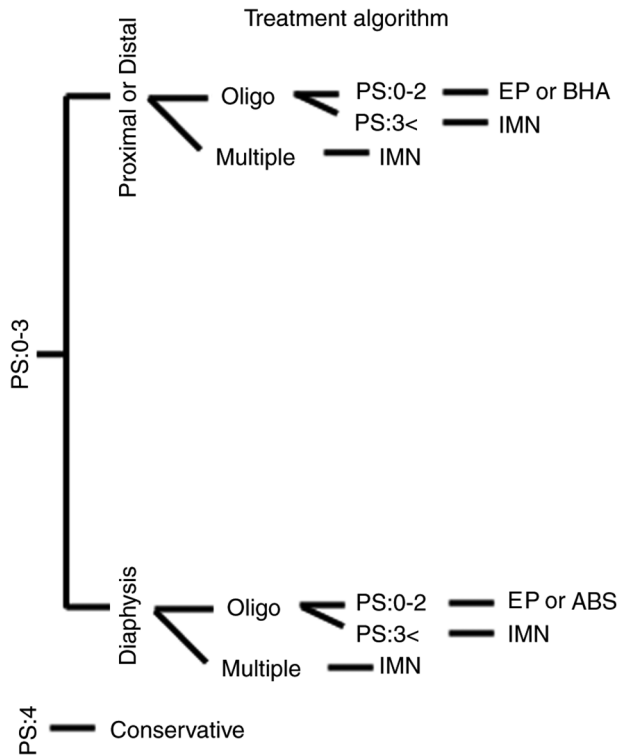 Treatment algorithm
PS:0-3
Proximal or Distal
Oligo
PS:0-2
EP or BHA
PS:3<
IMN
Multiple
IMN
Diaphysis
Oligo
PS:0-2
EP or ABS
PS:3<
IMN
Multiple
IMN
PS:4
Conservative